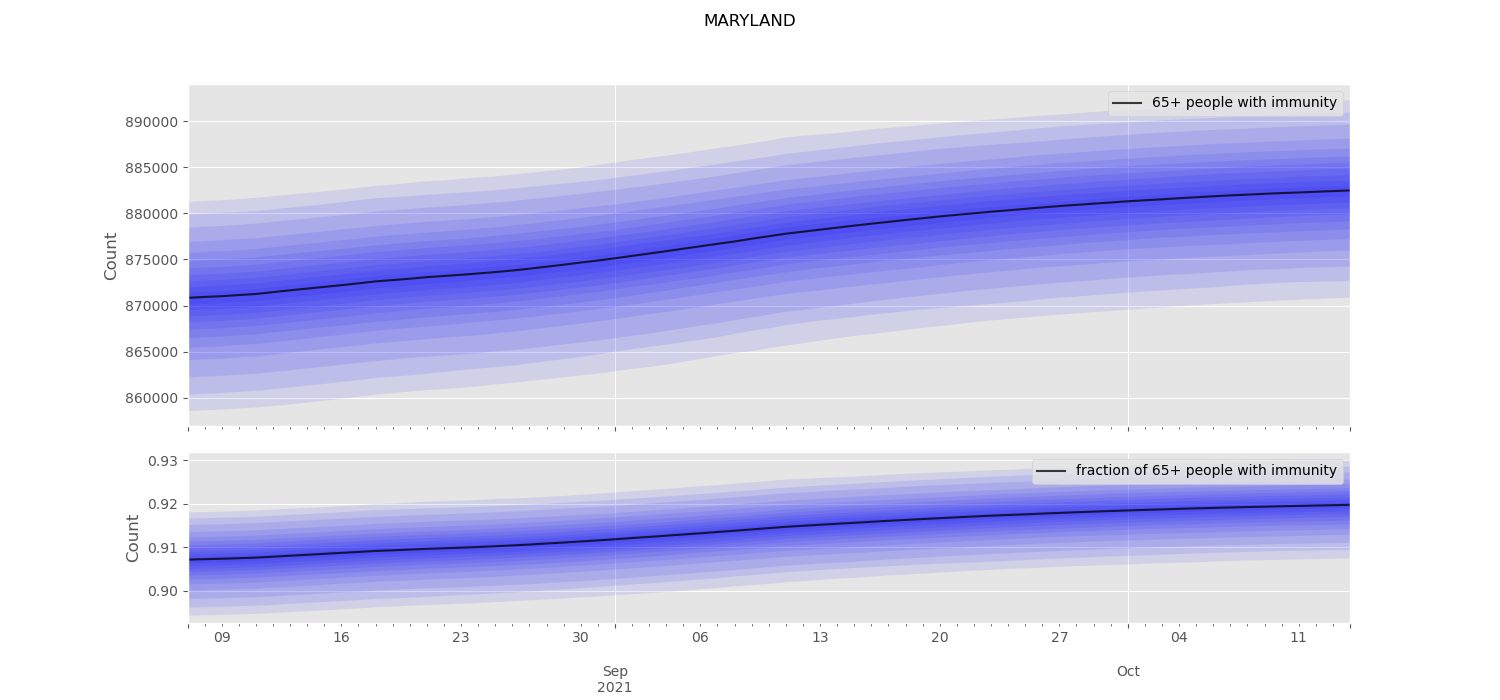 MARYLAND
65+ people with immunity
890000
885000
880000
875000
870000
865000
860000
Count
fraction of 65+ people with immunity
0.93
0.92
0.91
0.90
Count
09 16 23 30 06 13 20 27 04 11
Sep Oct
2021